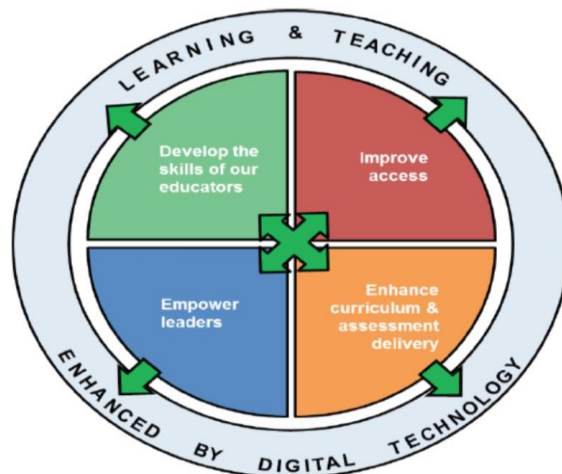 LEARNING & TEACHING
Develop the
skills of our
educators
Improve
access
Empower
leaders
Enhance
curriculum &
assessment
delivery
ENHANCED BY DIGITAL TECHNOLOGY